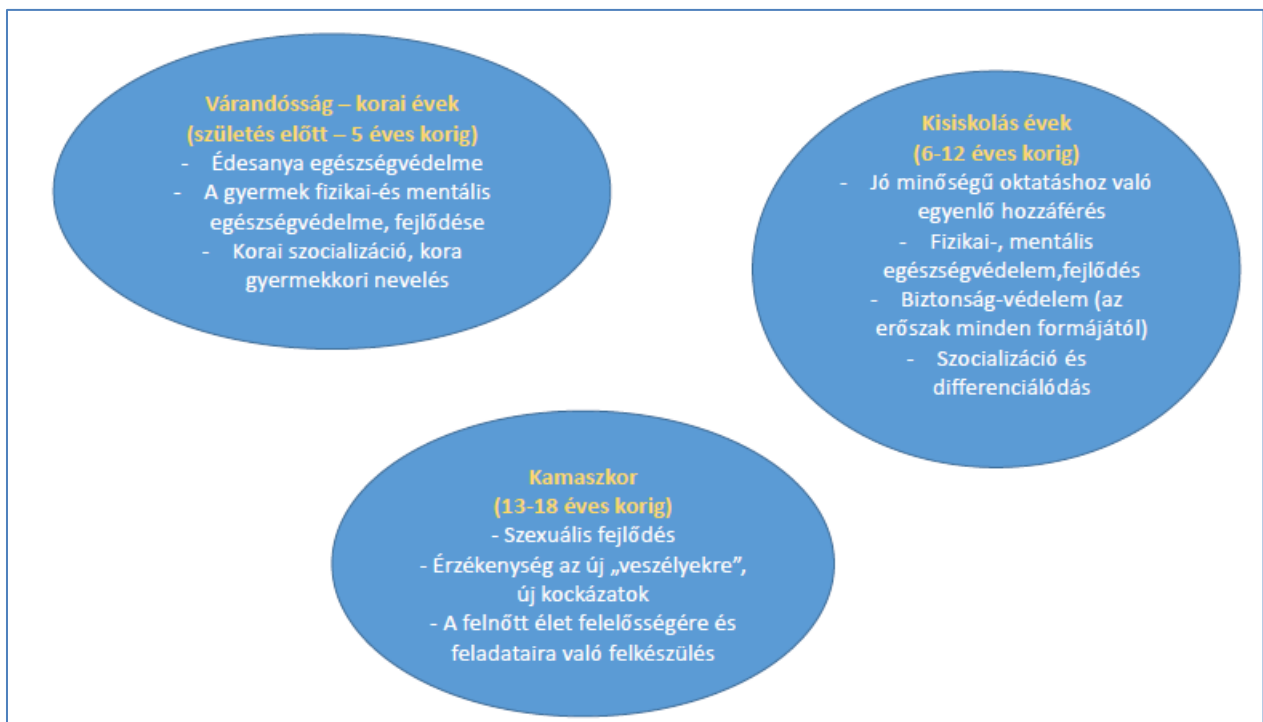 Várandósság – korai évek
(születés előtt – 5 éves korig)
- Édesanya egészségvédelme
- A gyermek fizikai-és mentális
egészségvédelme, fejlődése
- Korai szocializáció, kora
gyermekkori nevelés
Kisiskolás évek
(6-12 éves korig)
- Jó minőségű oktatáshoz való
egyenlő hozzáférés
- Fizikai-, mentális
egészségvédelem,fejlődés
- Biztonság-védelem (az
erőszak minden formájától)
- Szocializáció és
differenciálódás
Kamaszkor
(13-18 éves korig)
- Szexuális fejlődés
- Érzékenység az új „veszélyekre”,
új kockázatok
- A felnőtt élet felelősségére és
feladataira való felkészülés